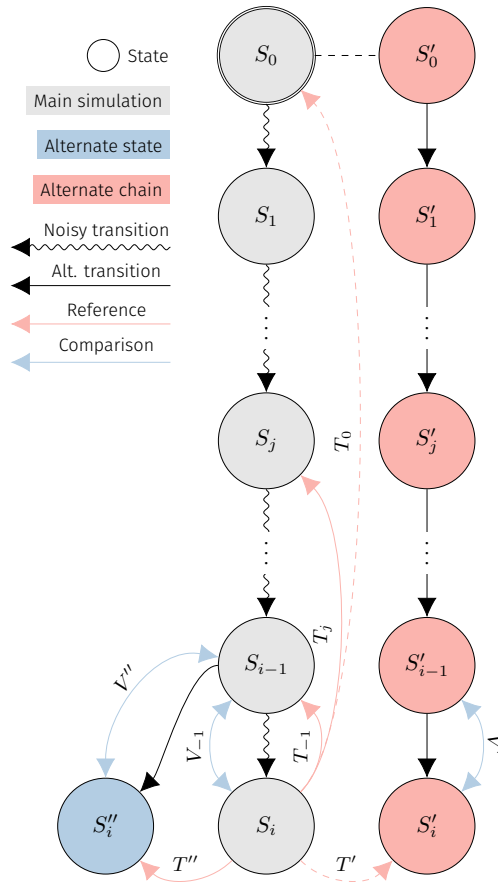 S₀ S′₀
State
Main simulation
Alternate state
Alternate chain
S₁ S′₁
Noisy transition
Alt. transition
Reference
Comparison
⋮ ⋮
Sⱼ S′ⱼ
T₀
⋮ ⋮
Tⱼ
Sᵢ₋₁ S′ᵢ₋₁
V″
V₋₁ T₋₁ V′
S″ᵢ Sᵢ S′ᵢ
T″ T′